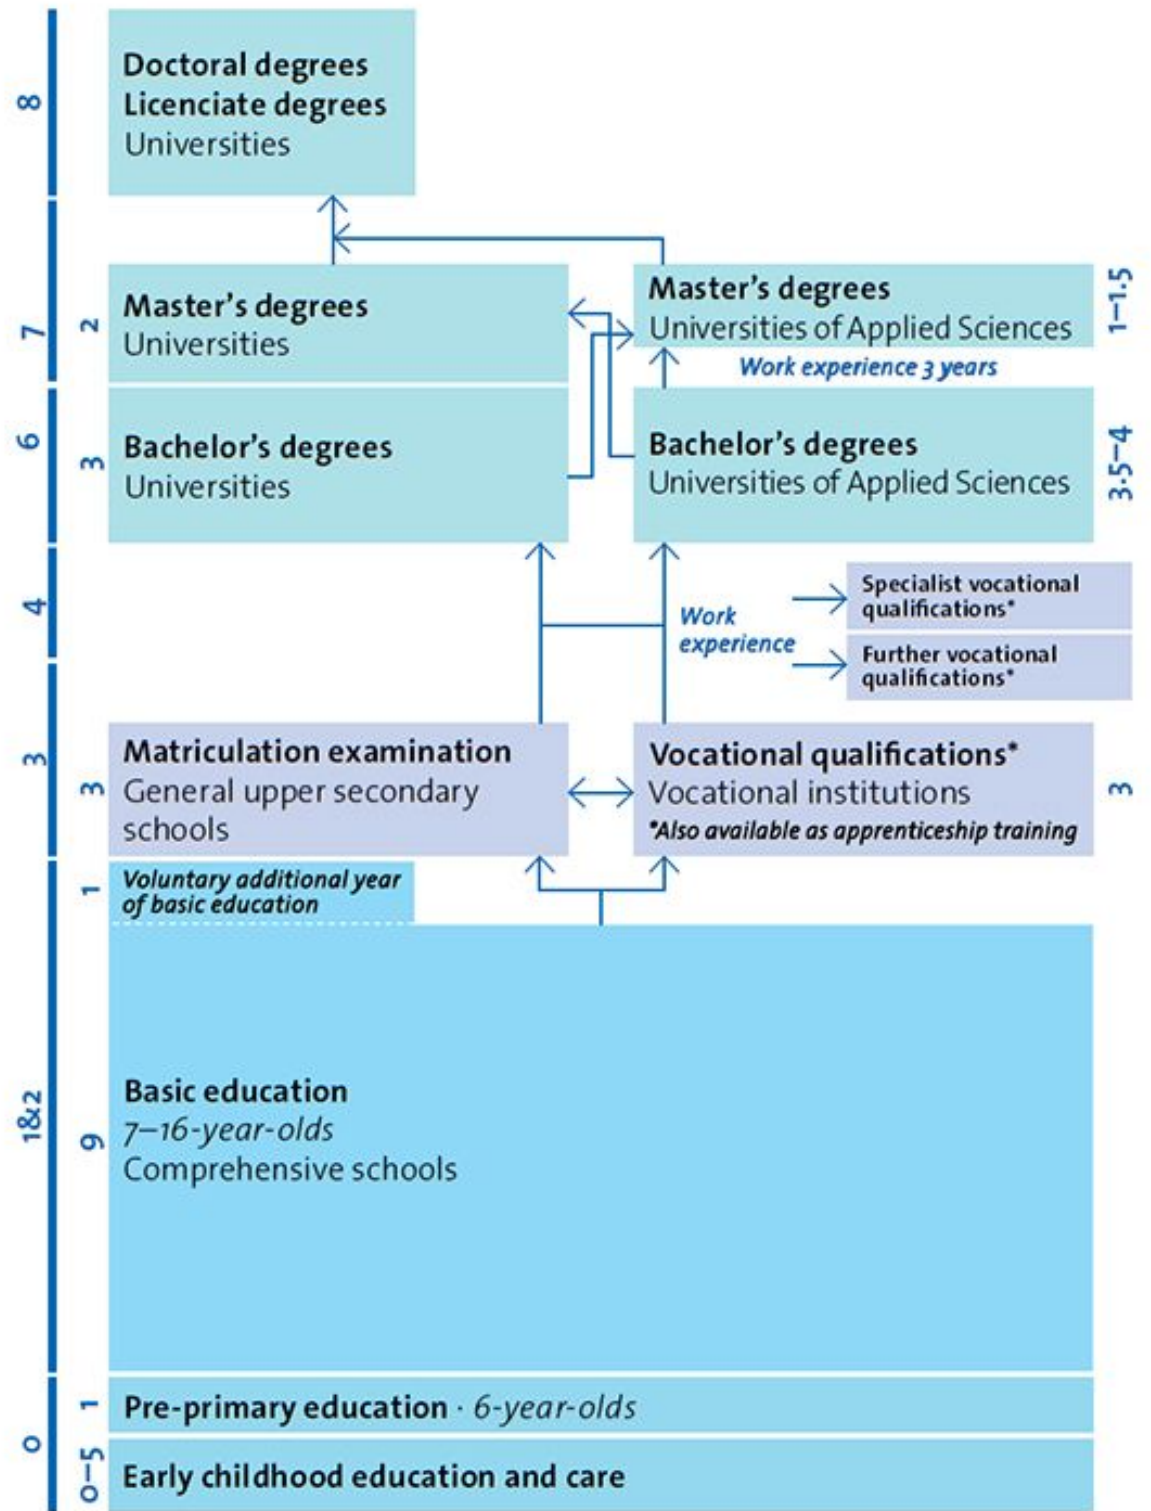 8
Doctoral degrees
Licenciate degrees
Universities
7
2
Master's degrees
Universities
Master's degrees
Universities of Applied Sciences
1–1.5
Work experience 3 years
6
3
Bachelor's degrees
Universities
Bachelor's degrees
Universities of Applied Sciences
3.5–4
4
Work
experience
Specialist vocational
qualifications*
Further vocational
qualifications*
3
3
Matriculation examination
General upper secondary
schools
Vocational qualifications*
Vocational institutions
*Also available as apprenticeship training
3
1
Voluntary additional year
of basic education
1&2
9
Basic education
7–16-year-olds
Comprehensive schools
0
1
Pre-primary education · 6-year-olds
0–5
Early childhood education and care